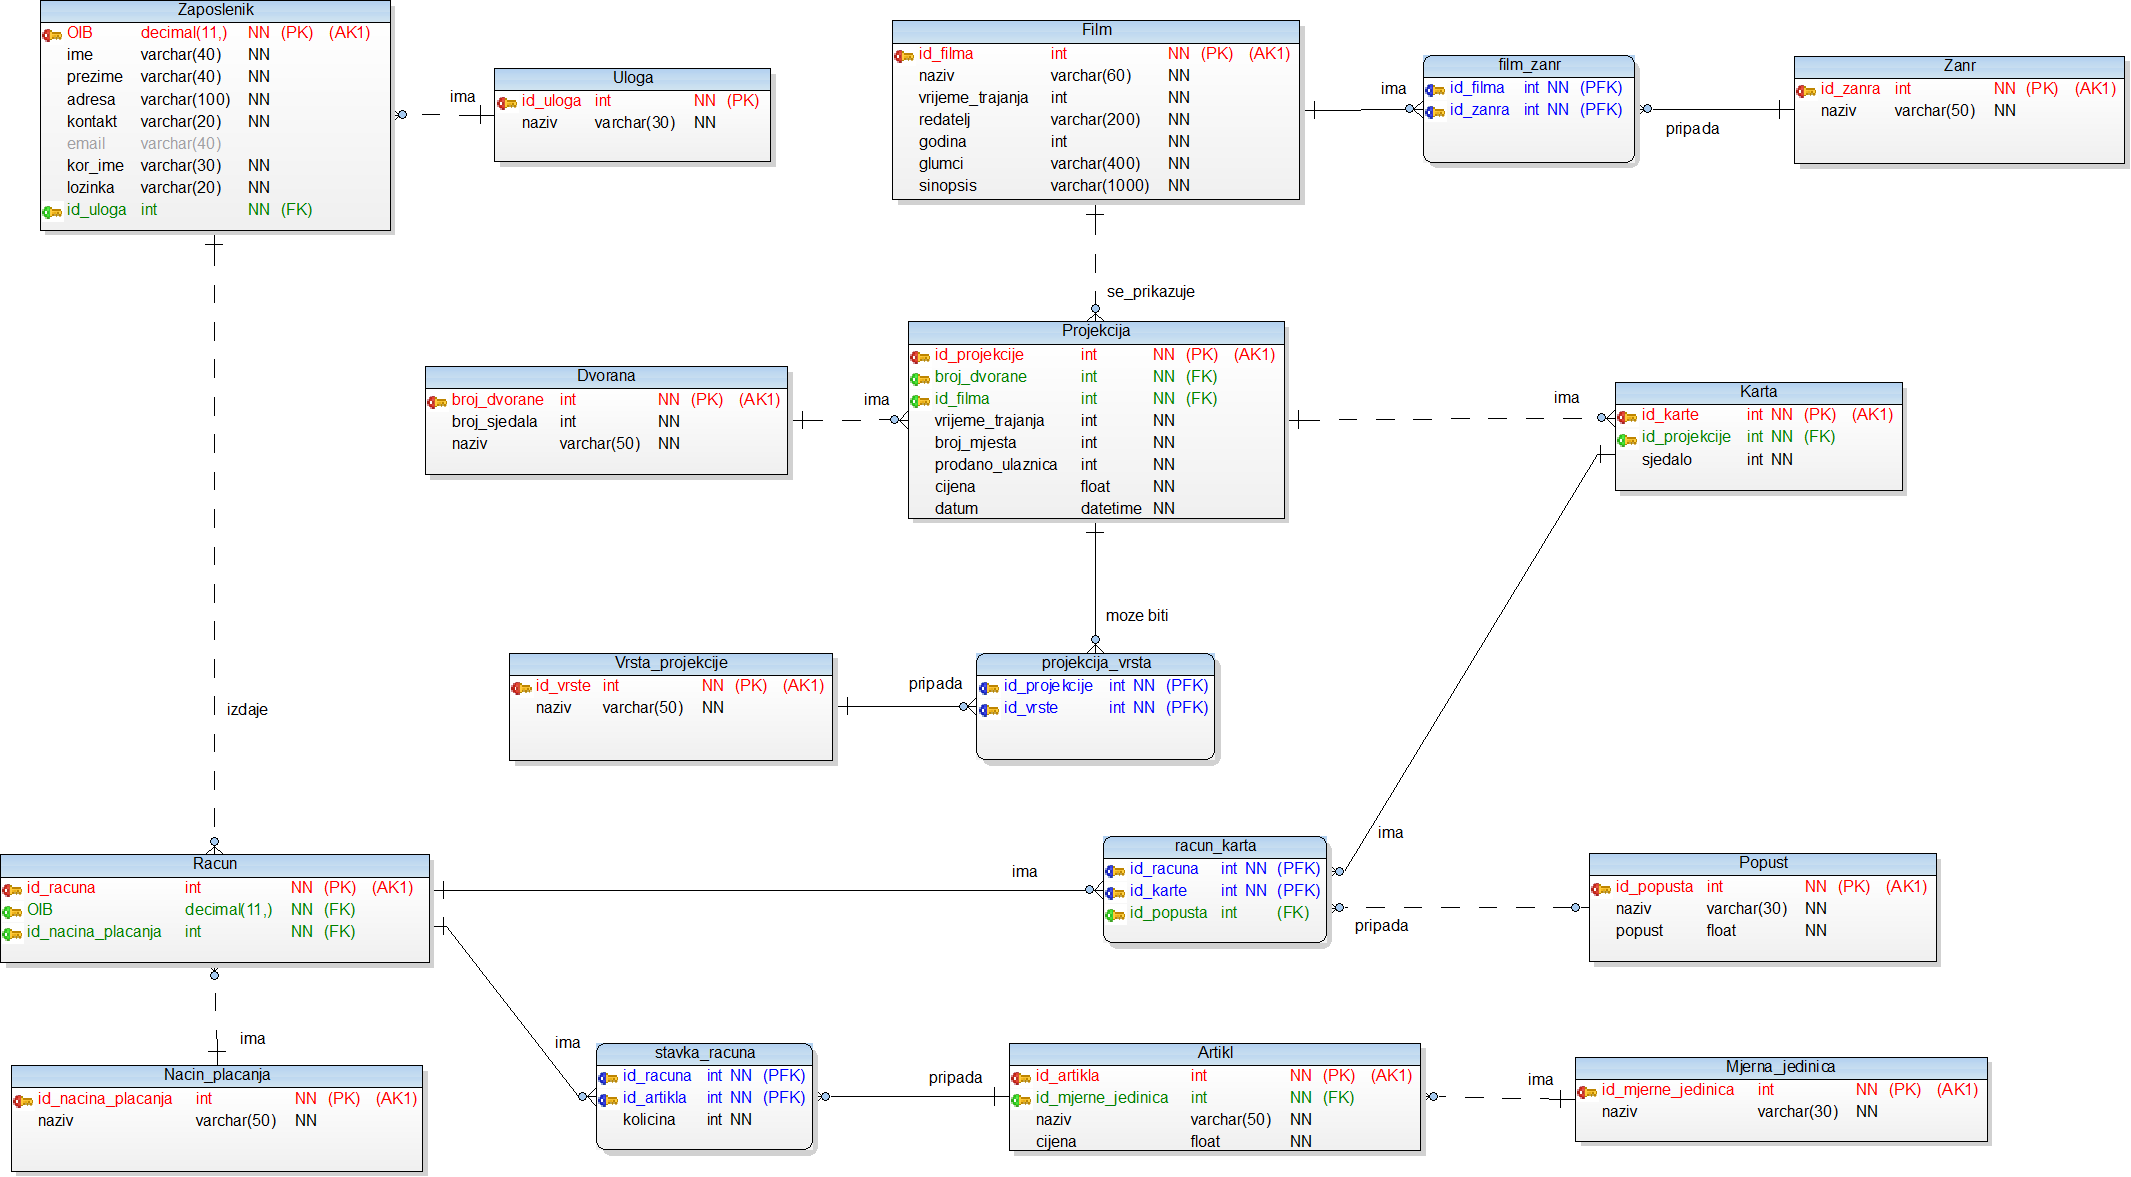 Zaposlenik
OIB decimal(11,) NN (PK) (AK1)
ime varchar(40) NN
prezime varchar(40) NN
adresa varchar(100) NN
kontakt varchar(20) NN
email varchar(40)
kor_ime varchar(30) NN
lozinka varchar(20) NN
id_uloga int NN (FK)
ima
Uloga
id_uloga int NN (PK)
naziv varchar(30) NN
Film
id_filma int NN (PK) (AK1)
naziv varchar(60) NN
vrijeme_trajanja int NN
redatelj varchar(200) NN
godina int NN
glumci varchar(400) NN
sinopsis varchar(1000) NN
ima
film_zanr
id_filma int NN (PFK)
id_zanra int NN (PFK)
pripada
Zanr
id_zanra int NN (PK) (AK1)
naziv varchar(50) NN
se_prikazuje
Dvorana
broj_dvorane int NN (PK) (AK1)
broj_sjedala int NN
naziv varchar(50) NN
ima
Projekcija
id_projekcije int NN (PK) (AK1)
broj_dvorane int NN (FK)
id_filma int NN (FK)
vrijeme_trajanja int NN
broj_mjesta int NN
prodano_ulaznica int NN
cijena float NN
datum datetime NN
ima
Karta
id_karte int NN (PK) (AK1)
id_projekcije int NN (FK)
sjedalo int NN
moze biti
Vrsta_projekcije
id_vrste int NN (PK) (AK1)
naziv varchar(50) NN
pripada
projekcija_vrsta
id_projekcije int NN (PFK)
id_vrste int NN (PFK)
izdaje
Racun
id_racuna int NN (PK) (AK1)
OIB decimal(11,) NN (FK)
id_nacina_placanja int NN (FK)
ima
racun_karta
id_racuna int NN (PFK)
id_karte int NN (PFK)
id_popusta int (FK)
ima
pripada
Popust
id_popusta int NN (PK) (AK1)
naziv varchar(30) NN
popust float NN
ima
Nacin_placanja
id_nacina_placanja int NN (PK) (AK1)
naziv varchar(50) NN
ima
stavka_racuna
id_racuna int NN (PFK)
id_artikla int NN (PFK)
kolicina int NN
pripada
Artikl
id_artikla int NN (PK) (AK1)
id_mjerne_jedinica int NN (FK)
naziv varchar(50) NN
cijena float NN
ima
Mjerna_jedinica
id_mjerne_jedinica int NN (PK) (AK1)
naziv varchar(30) NN